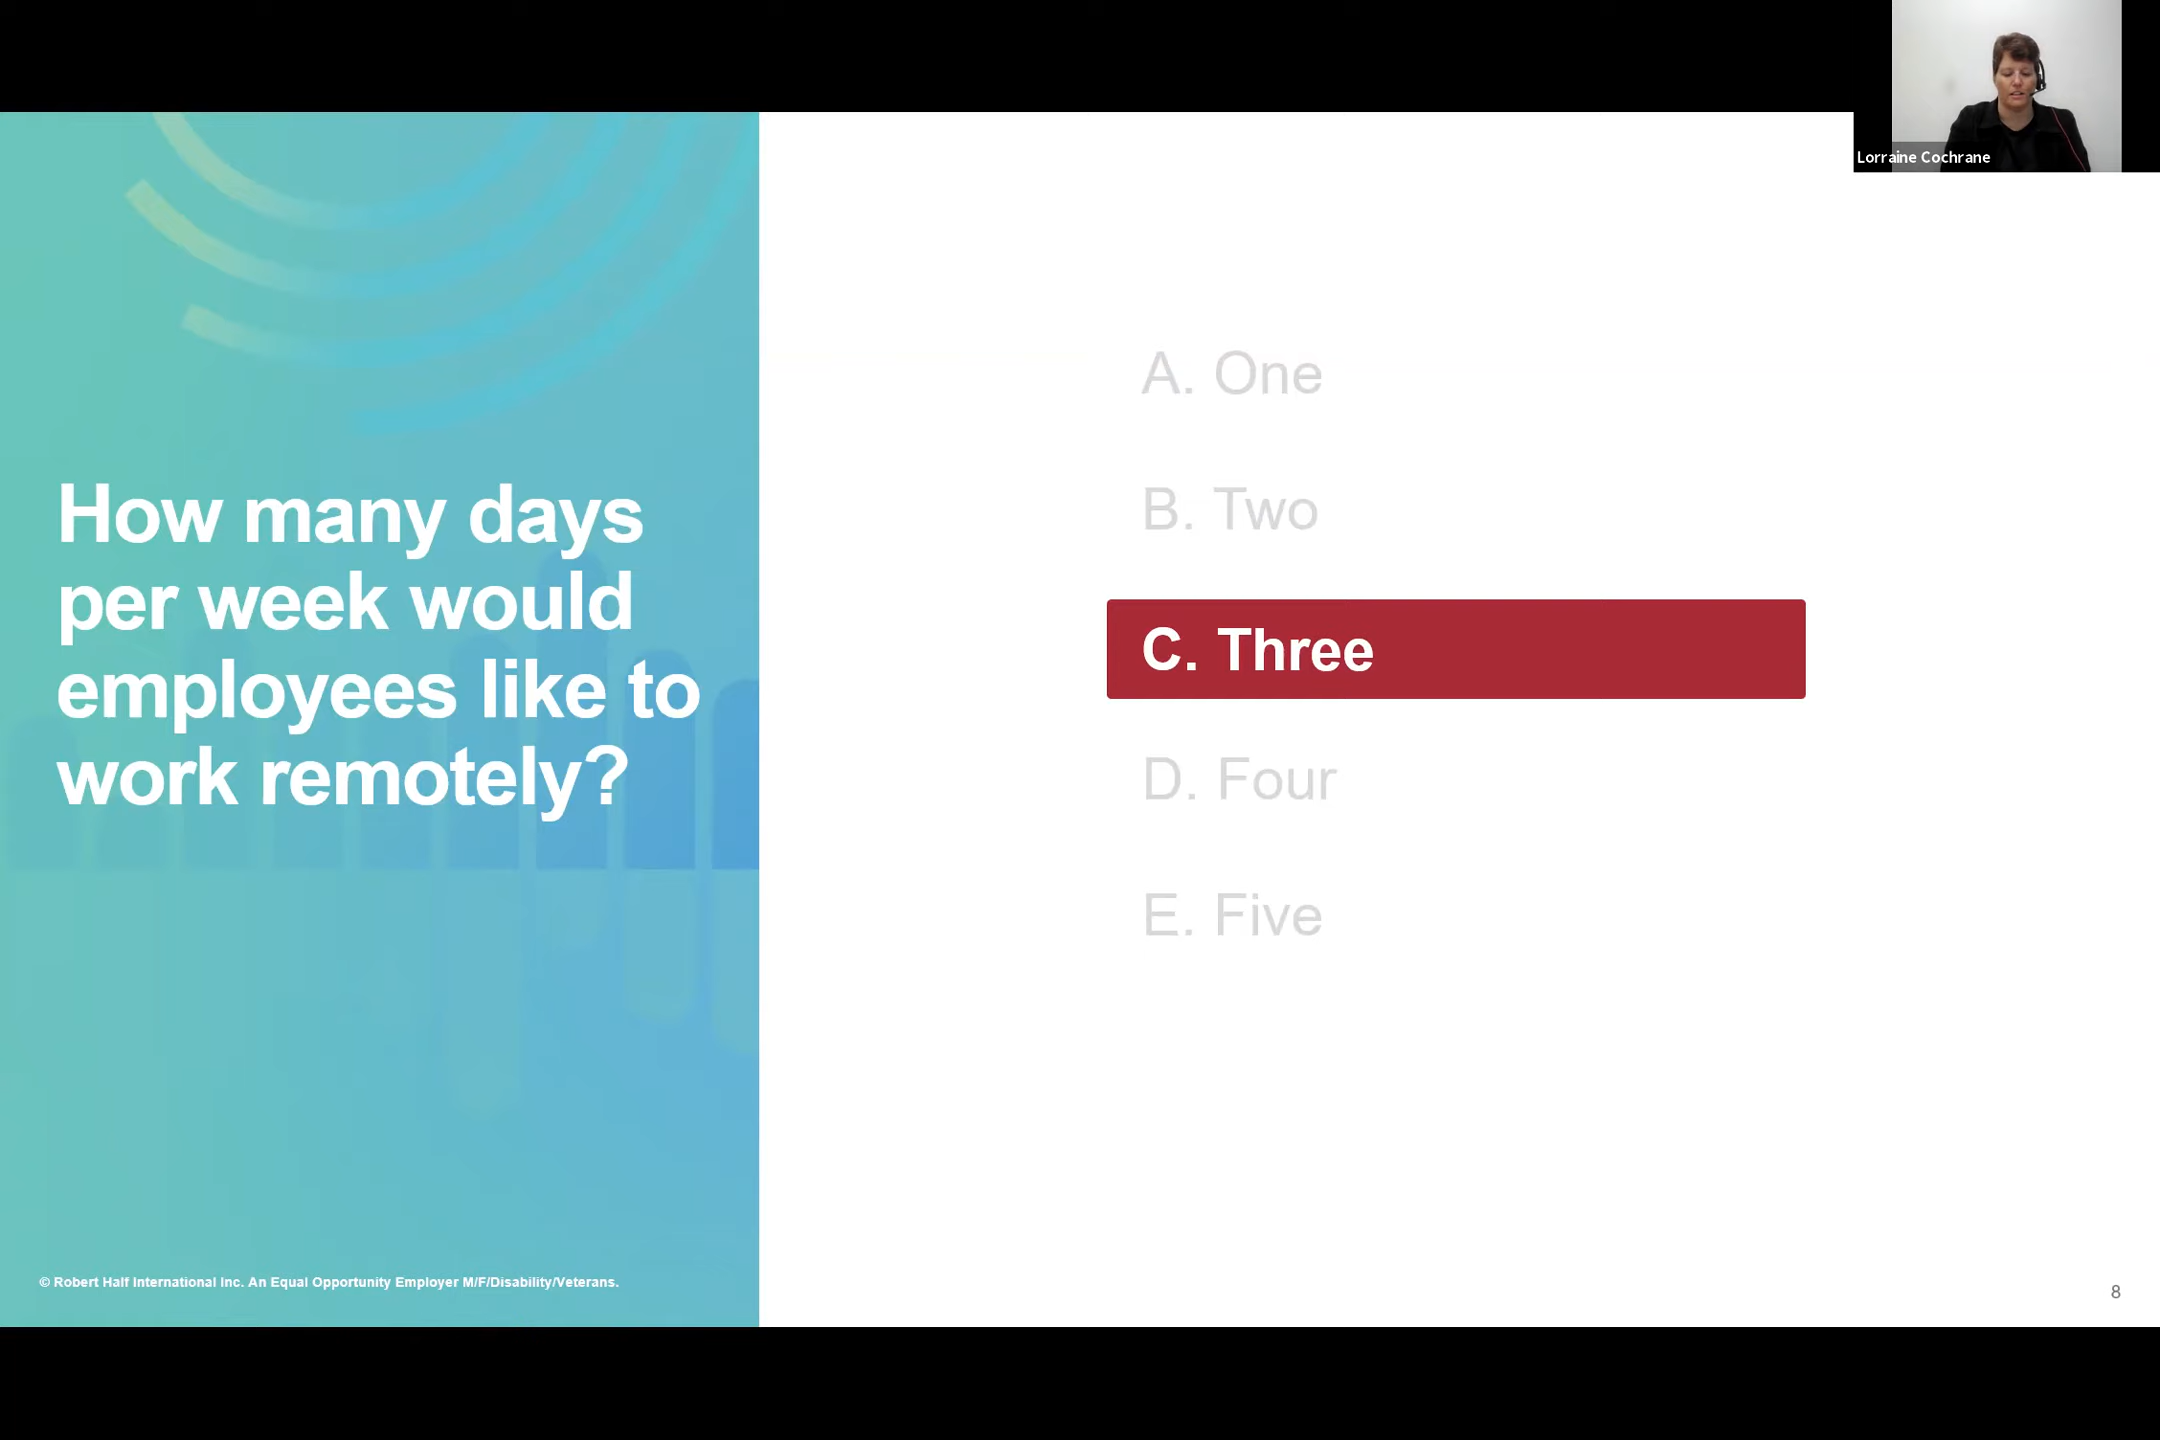 Lorraine Cochrane
How many days
per week would
employees like to
work remotely?
A. One
B. Two
C. Three
D. Four
E. Five
© Robert Half International Inc. An Equal Opportunity Employer M/F/Disability/Veterans.
8